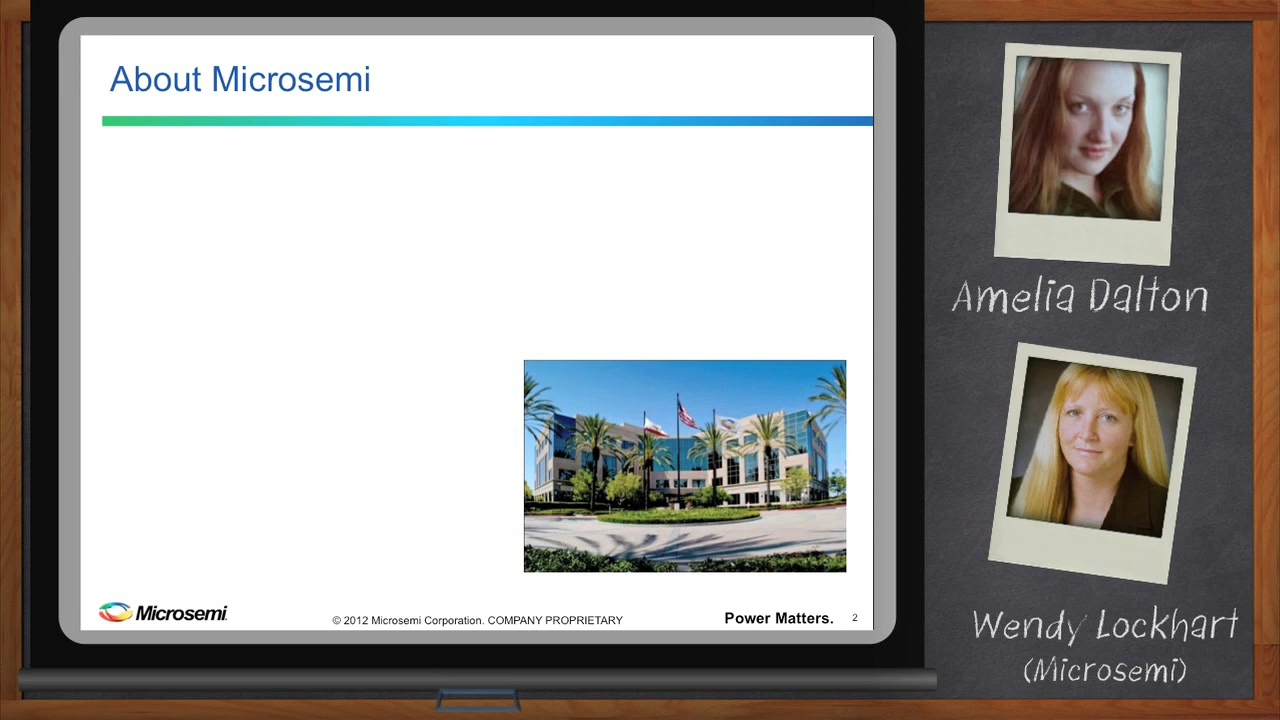 About Microsemi
Microsemi
© 2012 Microsemi Corporation. COMPANY PROPRIETARY
Power Matters.
2
Amelia Dalton
Wendy Lockhart
(Microsemi)